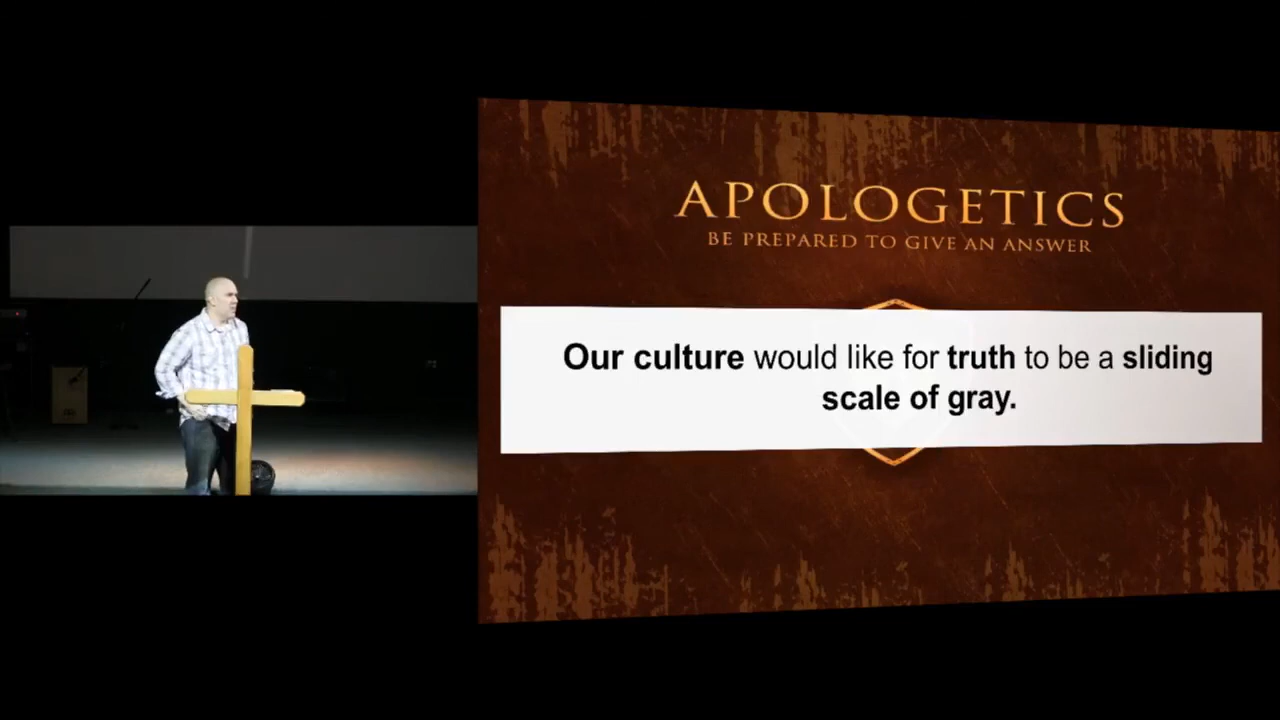 APOLOGETICS
BE PREPARED TO GIVE AN ANSWER
Our culture would like for truth to be a sliding
scale of gray.